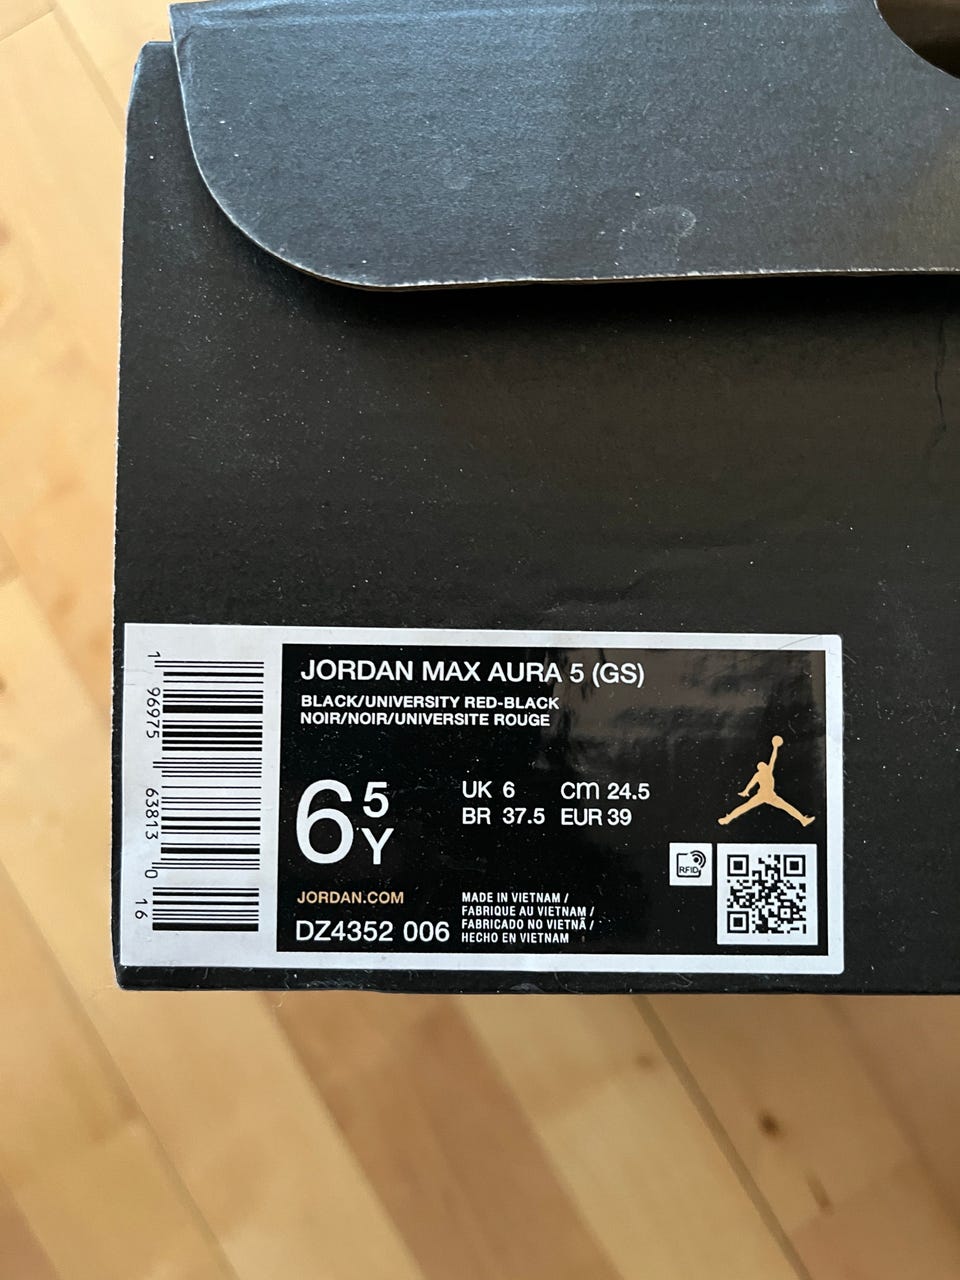 JORDAN MAX AURA 5 (GS)
BLACK/UNIVERSITY RED-BLACK
NOIR/NOIR/UNIVERSITE ROUGE
6 5 Y
UK 6 cm 24.5
BR 37.5 EUR 39
RFID
JORDAN.COM
DZ4352 006
MADE IN VIETNAM /
FABRIQUE AU VIETNAM /
FABRICADO NO VIETNÃ /
HECHO EN VIETNAM
1 96975 63813 0 16